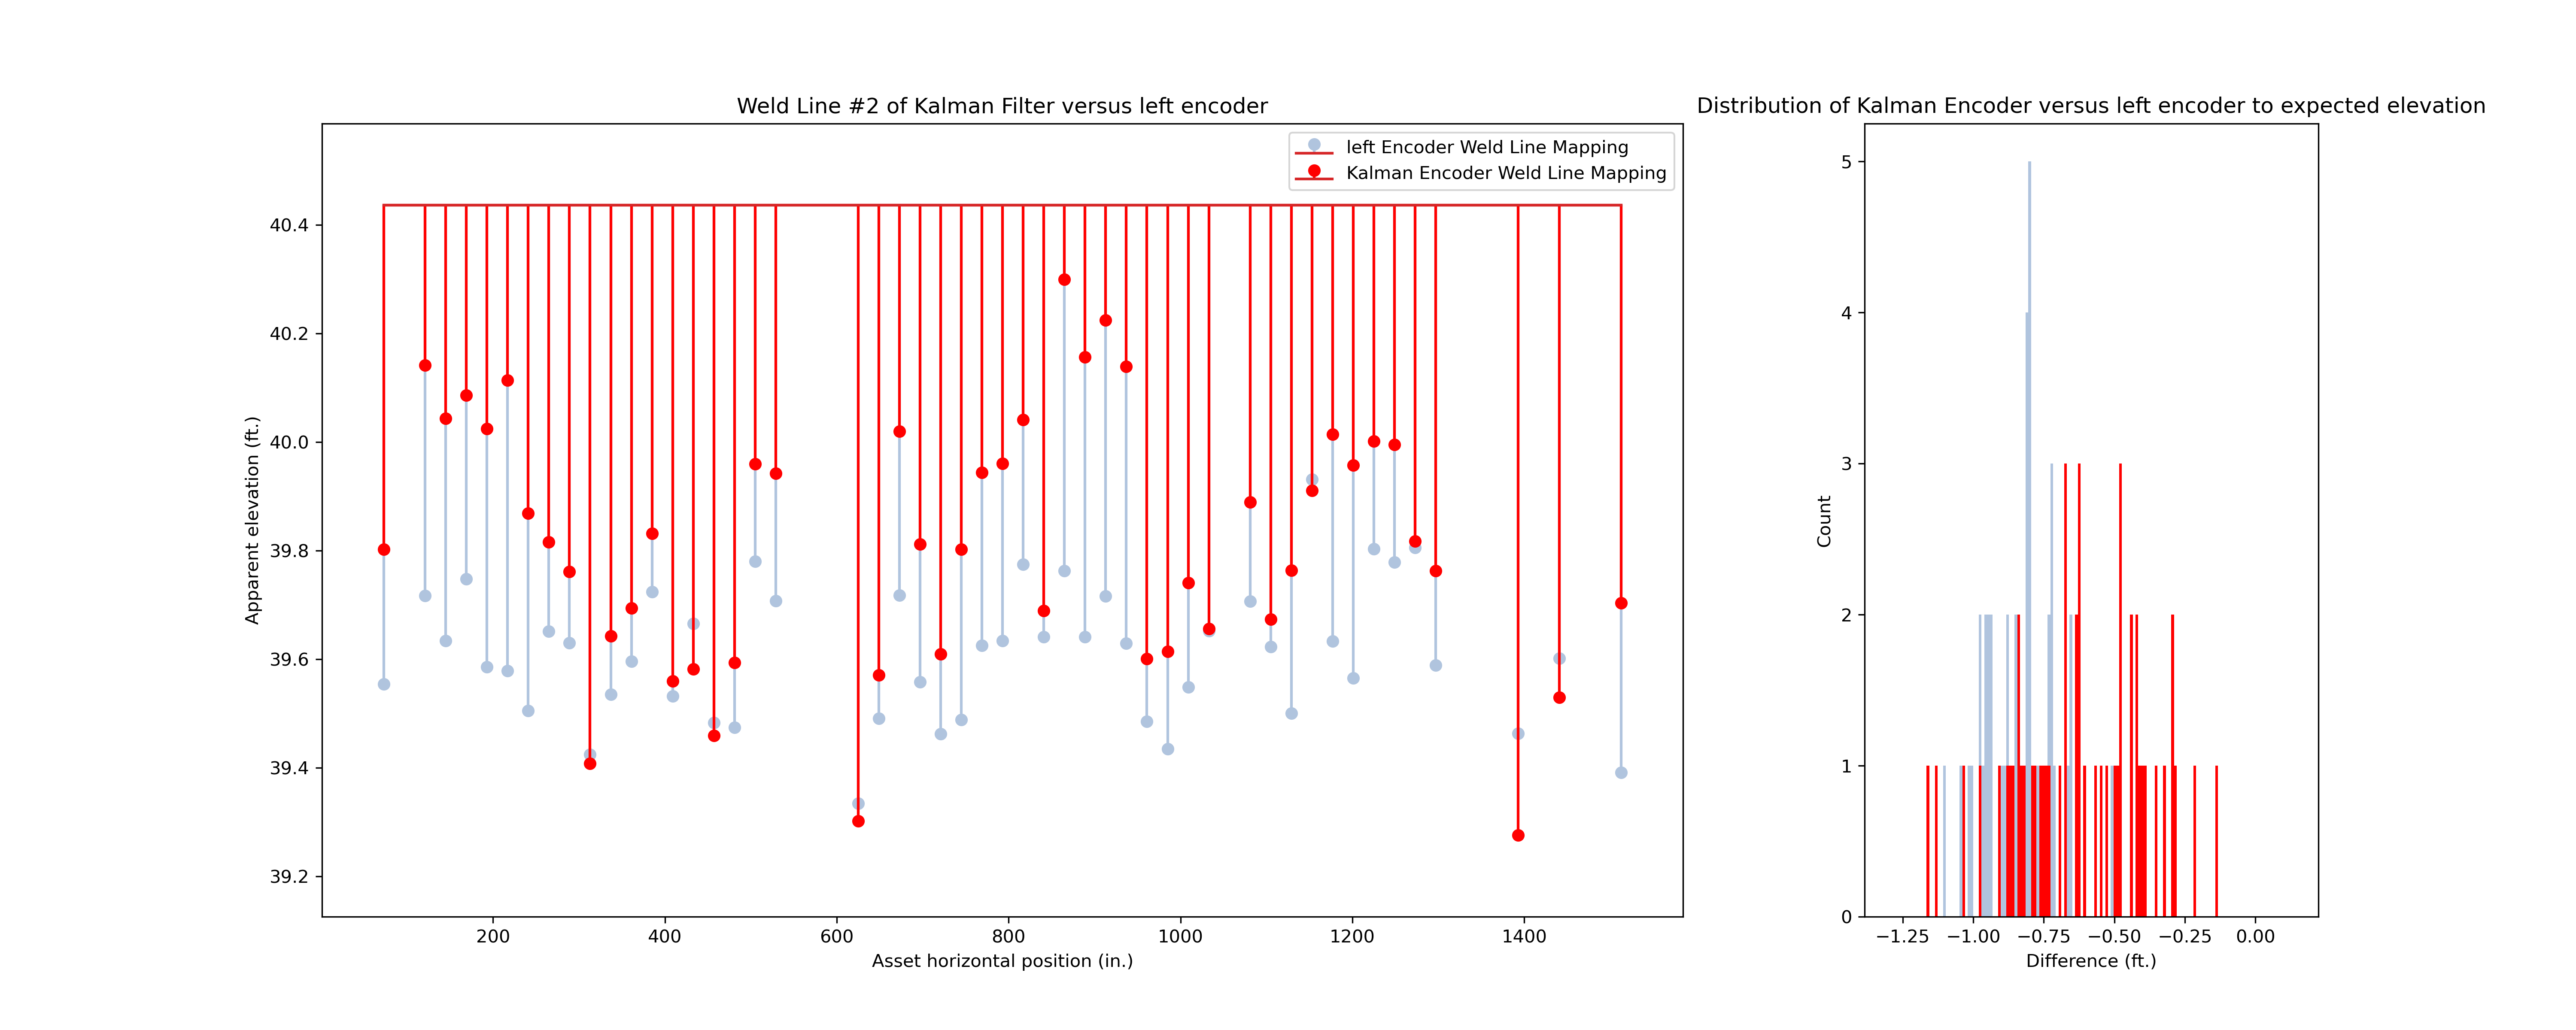 Weld Line #2 of Kalman Filter versus left encoder
left Encoder Weld Line Mapping
Kalman Encoder Weld Line Mapping
40.4
40.2
40.0
39.8
39.6
39.4
39.2
Apparent elevation (ft.)
200 400 600 800 1000 1200 1400
Asset horizontal position (in.)
Distribution of Kalman Encoder versus left encoder to expected elevation
5
4
3
2
1
0
Count
−1.25 −1.00 −0.75 −0.50 −0.25 0.00
Difference (ft.)